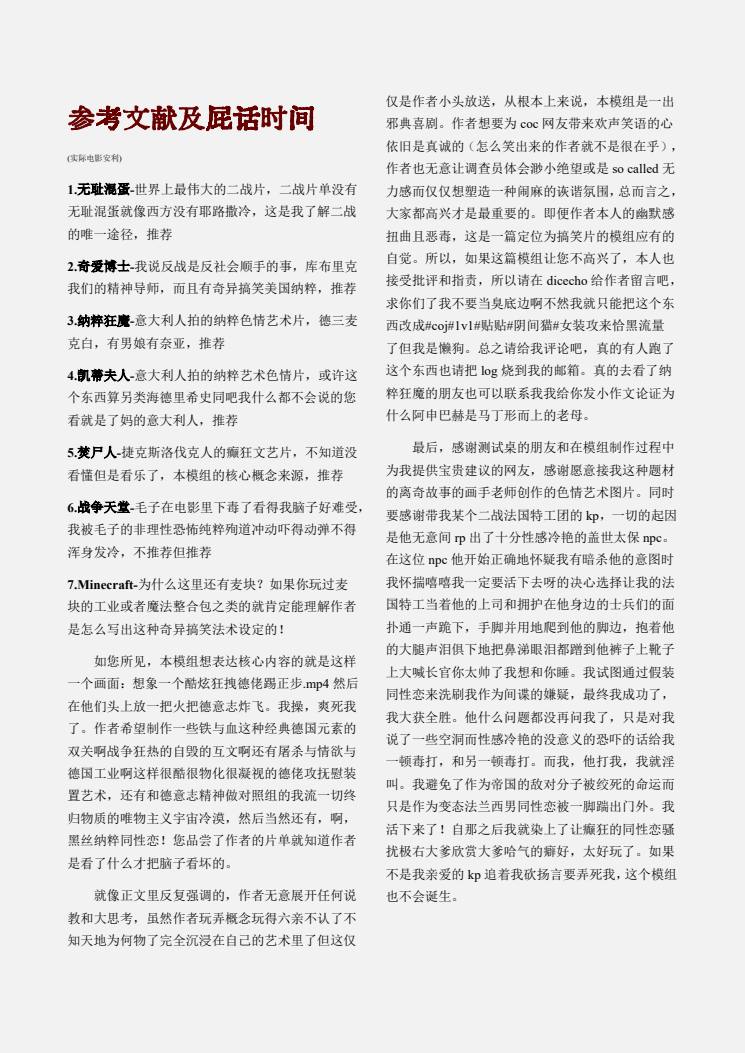 参考文献及屁话时间
(实际电影安利)
1.无耻混蛋-世界上最伟大的二战片，二战片单没有
无耻混蛋就像西方没有耶路撒冷，这是我了解二战
的唯一途径，推荐
2.奇爱博士-我说反战是反社会顺手的事，库布里克
我们的精神导师，而且有奇异搞笑美国纳粹，推荐
3.纳粹狂魔-意大利人拍的纳粹色情艺术片，德三麦
克白，有男娘有奈亚，推荐
4.凯蒂夫人-意大利人拍的纳粹艺术色情片，或许这
个东西算另类海德里希史同吧我什么都不会说的您
看就是了妈的意大利人，推荐
5.焚尸人-捷克斯洛伐克人的癫狂文艺片，不知道没
看懂但是看乐了，本模组的核心概念来源，推荐
6.战争天堂-毛子在电影里下毒了看得我脑子好难受，
我被毛子的非理性恐怖纯粹殉道冲动吓得动弹不得
浑身发冷，不推荐但推荐
7.Minecraft-为什么这里还有麦块？如果你玩过麦
块的工业或者魔法整合包之类的就肯定能理解作者
是怎么写出这种奇异搞笑法术设定的！
如您所见，本模组想表达核心内容的就是这样
一个画面：想象一个酷炫狂拽德佬踢正步.mp4 然后
在他们头上放一把火把德意志炸飞。我操，爽死我
了。作者希望制作一些铁与血这种经典德国元素的
双关啊战争狂热的自毁的互文啊还有屠杀与情欲与
德国工业啊这样很酷很物化很凝视的德佬攻抚慰装
置艺术，还有和德意志精神做对照组的我流一切终
归物质的唯物主义宇宙冷漠，然后当然还有，啊，
黑丝纳粹同性恋！您品尝了作者的片单就知道作者
是看了什么才把脑子看坏的。
就像正文里反复强调的，作者无意展开任何说
教和大思考，虽然作者玩弄概念玩得六亲不认了不
知天地为何物了完全沉浸在自己的艺术里了但这仅
仅是作者小头放送，从根本上来说，本模组是一出
邪典喜剧。作者想要为 coc 网友带来欢声笑语的心
依旧是真诚的（怎么笑出来的作者就不是很在乎），
作者也无意让调查员体会渺小绝望或是 so called 无
力感而仅仅想塑造一种闹麻的诙谐氛围，总而言之，
大家都高兴才是最重要的。即便作者本人的幽默感
扭曲且恶毒，这是一篇定位为搞笑片的模组应有的
自觉。所以，如果这篇模组让您不高兴了，本人也
接受批评和指责，所以请在 dicecho 给作者留言吧，
求你们了我不要当臭底边啊不然我就只能把这个东
西改成#coj#1v1#贴贴#阴间猫#女装攻来恰黑流量
了但我是懒狗。总之请给我评论吧，真的有人跑了
这个东西也请把 log 烧到我的邮箱。真的去看了纳
粹狂魔的朋友也可以联系我我给你发小作文论证为
什么阿申巴赫是马丁形而上的老母。
最后，感谢测试桌的朋友和在模组制作过程中
为我提供宝贵建议的网友，感谢愿意接我这种题材
的离奇故事的画手老师创作的色情艺术图片。同时
要感谢带我某个二战法国特工团的 kp，一切的起因
是他无意间 rp 出了十分性感冷艳的盖世太保 npc。
在这位 npc 他开始正确地怀疑我有暗杀他的意图时
我怀揣嘻嘻我一定要活下去呀的决心选择让我的法
国特工当着他的上司和拥护在他身边的士兵们的面
扑通一声跪下，手脚并用地爬到他的脚边，抱着他
的大腿声泪俱下地把鼻涕眼泪都蹭到他裤子上靴子
上大喊长官你太帅了我想和你睡。我试图通过假装
同性恋来洗刷我作为间谍的嫌疑，最终我成功了，
我大获全胜。他什么问题都没再问我了，只是对我
说了一些空洞而性感冷艳的没意义的恐吓的话给我
一顿毒打，和另一顿毒打。而我，他打我，我就淫
叫。我避免了作为帝国的敌对分子被绞死的命运而
只是作为变态法兰西男同性恋被一脚踹出门外。我
活下来了！自那之后我就染上了让癫狂的同性恋骚
扰极右大爹欣赏大爹哈气的癖好，太好玩了。如果
不是我亲爱的 kp 追着我砍扬言要弄死我，这个模组
也不会诞生。